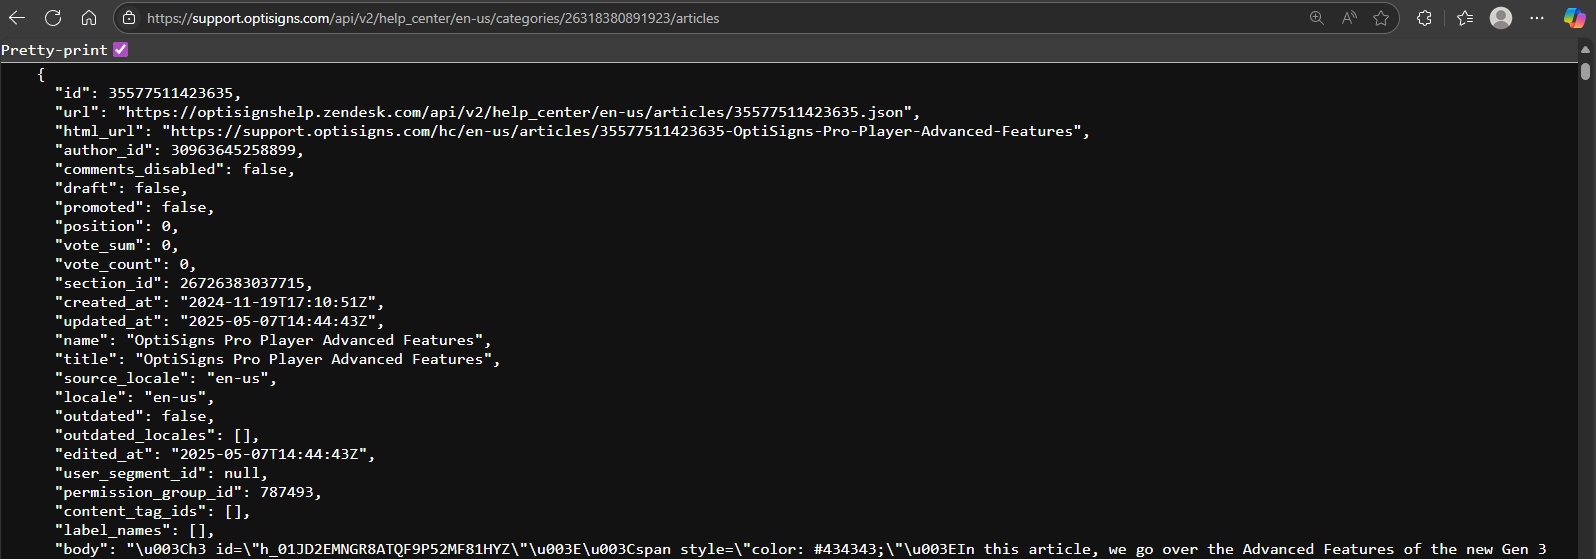 https://support.optisigns.com/api/v2/help_center/en-us/categories/26318380891923/articles
Pretty-print
{
"id": 35577511423635,
"url": "https://optisignshelp.zendesk.com/api/v2/help_center/en-us/articles/35577511423635.json",
"html_url": "https://support.optisigns.com/hc/en-us/articles/35577511423635-OptiSigns-Pro-Player-Advanced-Features",
"author_id": 30963645258899,
"comments_disabled": false,
"draft": false,
"promoted": false,
"position": 0,
"vote_sum": 0,
"vote_count": 0,
"section_id": 26726383037715,
"created_at": "2024-11-19T17:10:51Z",
"updated_at": "2025-05-07T14:44:43Z",
"name": "OptiSigns Pro Player Advanced Features",
"title": "OptiSigns Pro Player Advanced Features",
"source_locale": "en-us",
"locale": "en-us",
"outdated": false,
"outdated_locales": [],
"edited_at": "2025-05-07T14:44:43Z",
"user_segment_id": null,
"permission_group_id": 787493,
"content_tag_ids": [],
"label_names": [],
"body": "\u003Ch3 id=\"h_01JD2EMNGR8ATQF9P52MF81HYZ\"\u003E\u003Cspan style=\"color: #434343;\"\u003EIn this article, we go over the Advanced Features of the new Gen 3